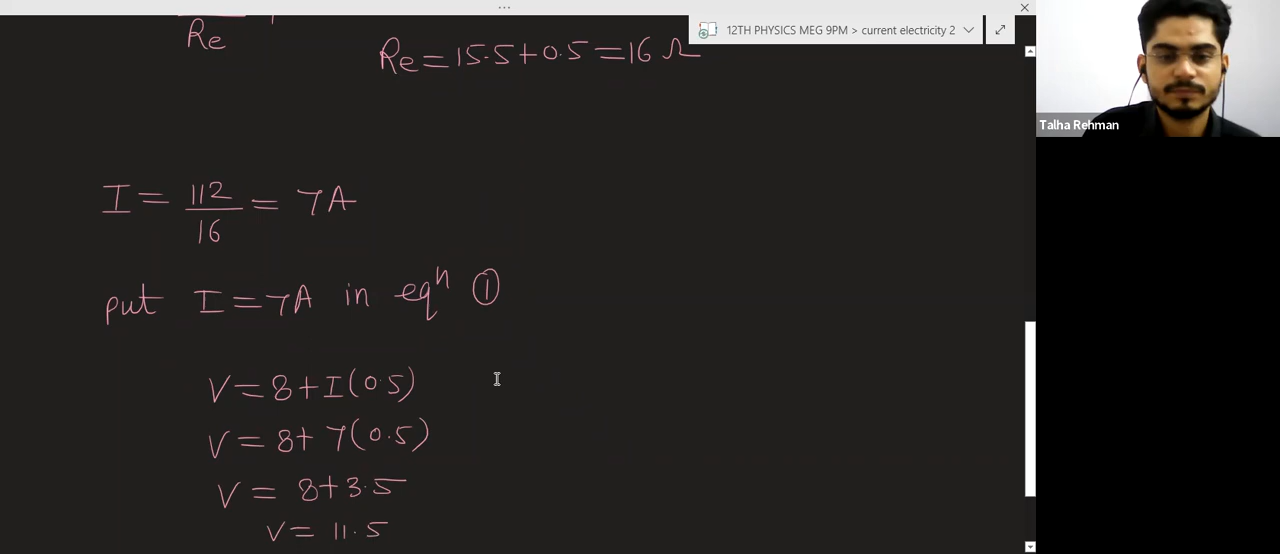 12TH PHYSICS MEG 9PM > current electricity 2
Re
Re = 15.5 + 0.5 = 16 Ω
Talha Rehman
I = 112/16 = 7A
put I = 7A in eqⁿ ①
V = 8 + I(0.5)
V = 8 + 7(0.5)
V = 8 + 3.5
V = 11.5